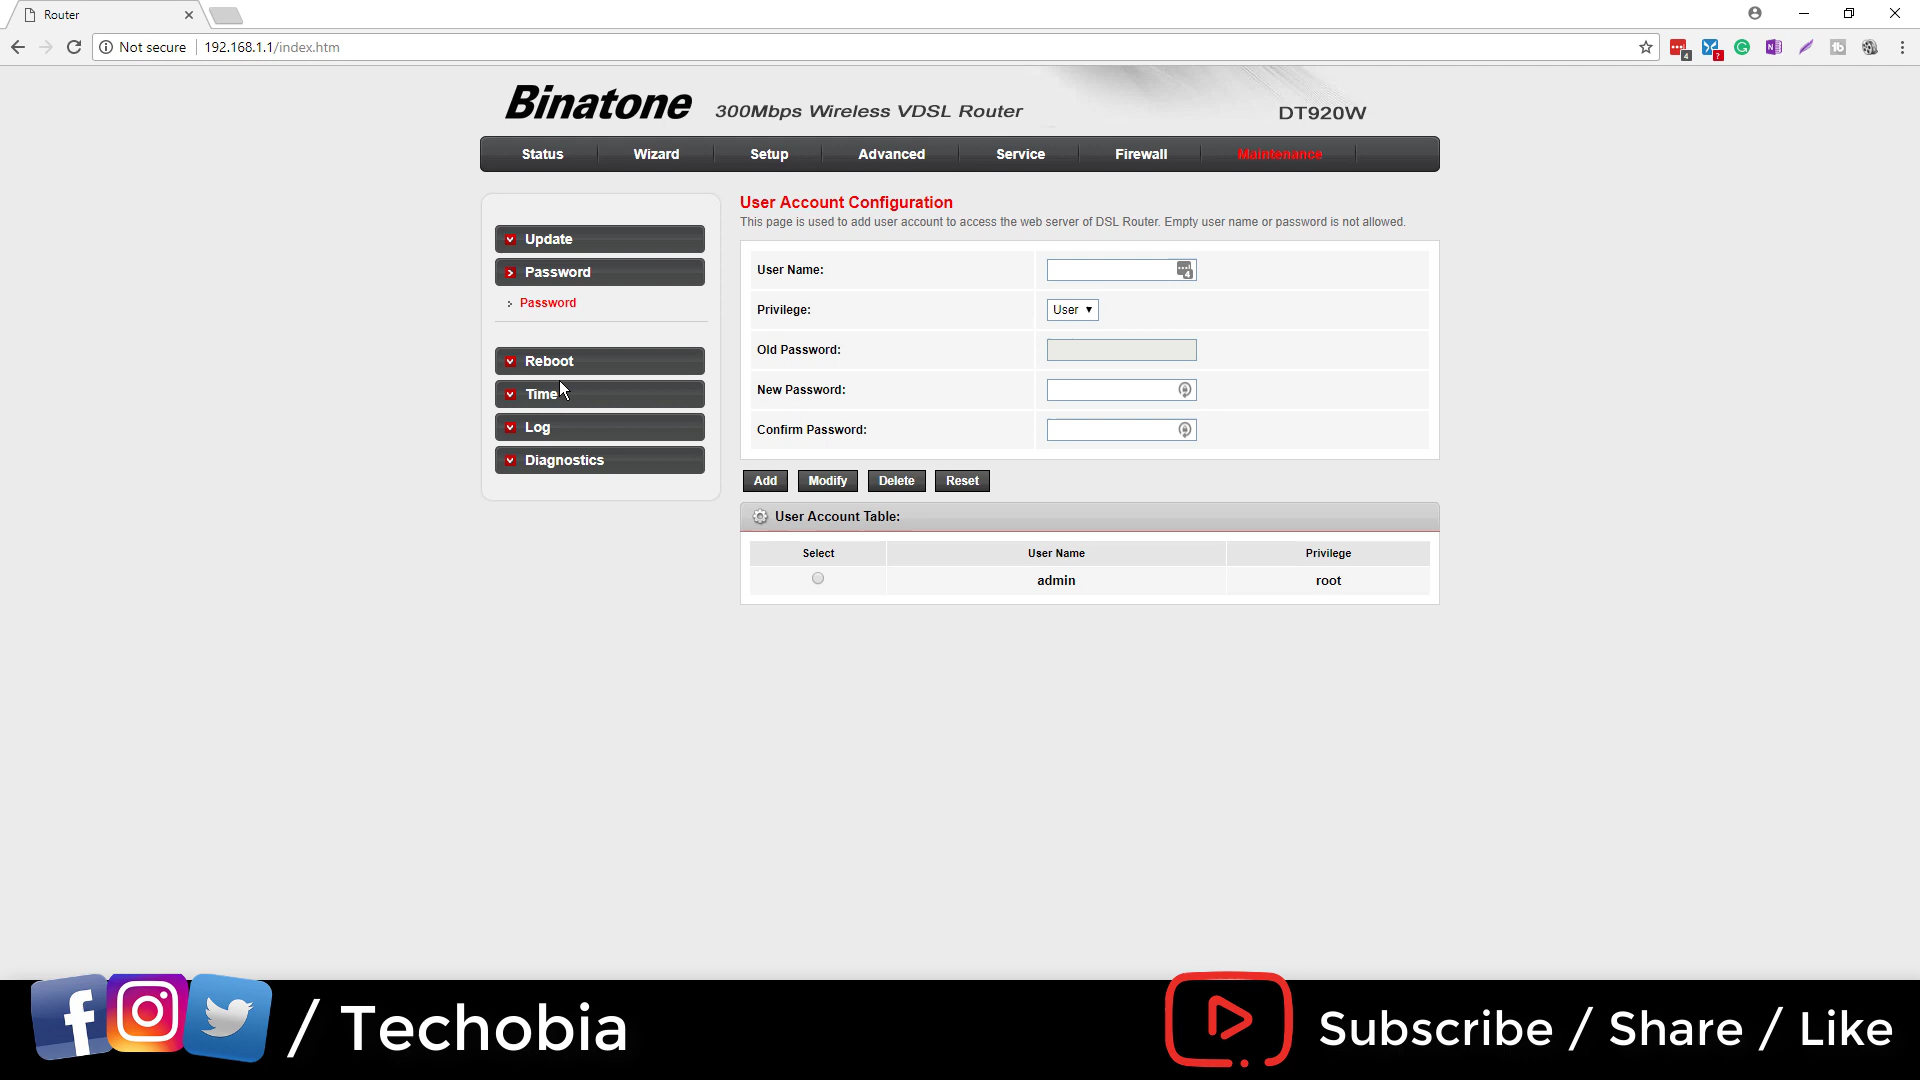 Router
Not secure
192.168.1.1/index.htm
Binatone 300Mbps Wireless VDSL Router DT920W
Status Wizard Setup Advanced Service Firewall Maintenance
Update
Password
Password
Reboot
Time
Log
Diagnostics
User Account Configuration
This page is used to add user account to access the web server of DSL Router. Empty user name or password is not allowed.
User Name:
Privilege: User
Old Password:
New Password:
Confirm Password:
Add Modify Delete Reset
User Account Table:
Select User Name Privilege
admin root
/ Techobia
Subscribe / Share / Like